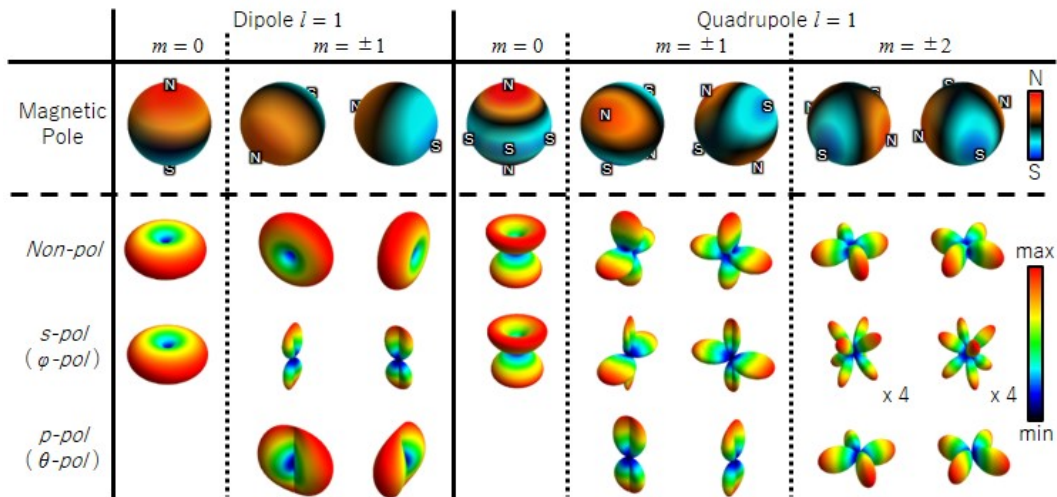 Dipole l = 1 Quadrupole l = 1
m = 0 m = ±1 m = 0 m = ±1 m = ±2
Magnetic
Pole
N
S
N
S
N
S
N
S
S
S
N
N
S
N
S
N
N
S
N
S
N
S
N
S
Non-pol
max
s-pol
(φ-pol)
x 4 x 4
min
p-pol
(θ-pol)